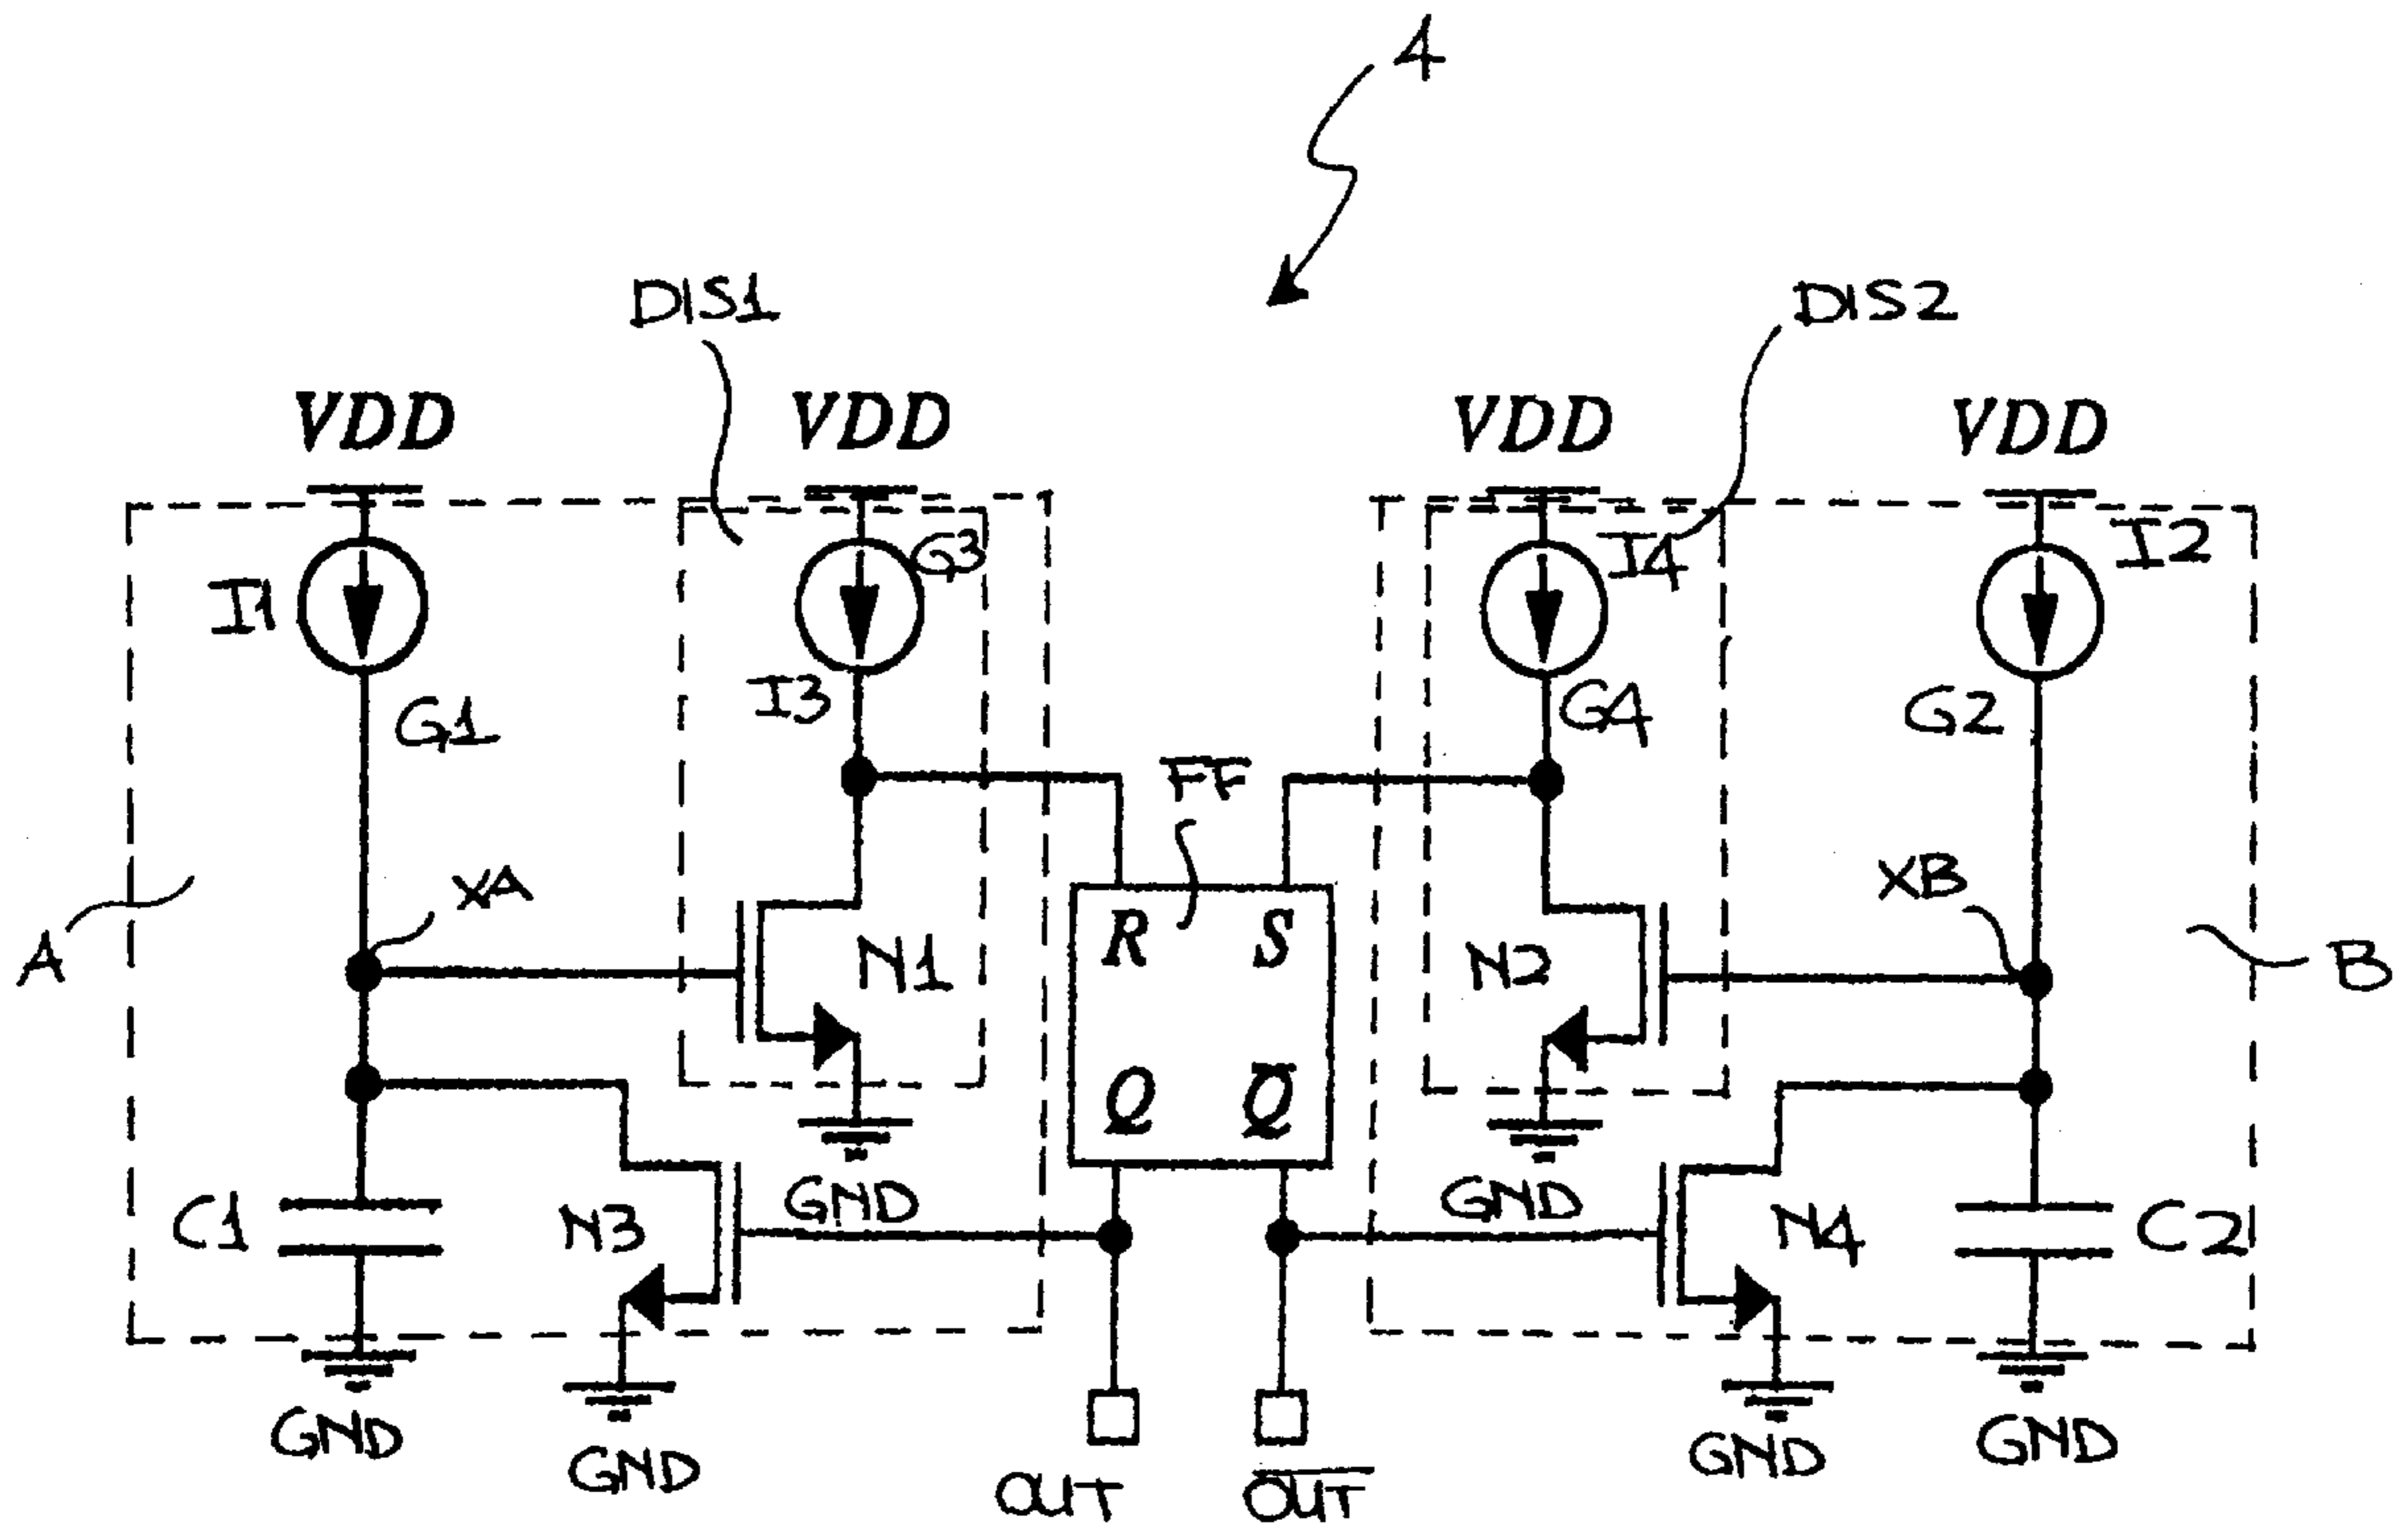 4
DIS1
DIS2
VDD
VDD
VDD
VDD
I1
G3
I4
I2
I3
G1
G4
G2
FF
XA
XB
A
N1
R
S
N2
B
Q
Q̅
C1
N3
GND
GND
N4
C2
GND
GND
GND
GND
OUT
O̅U̅T̅